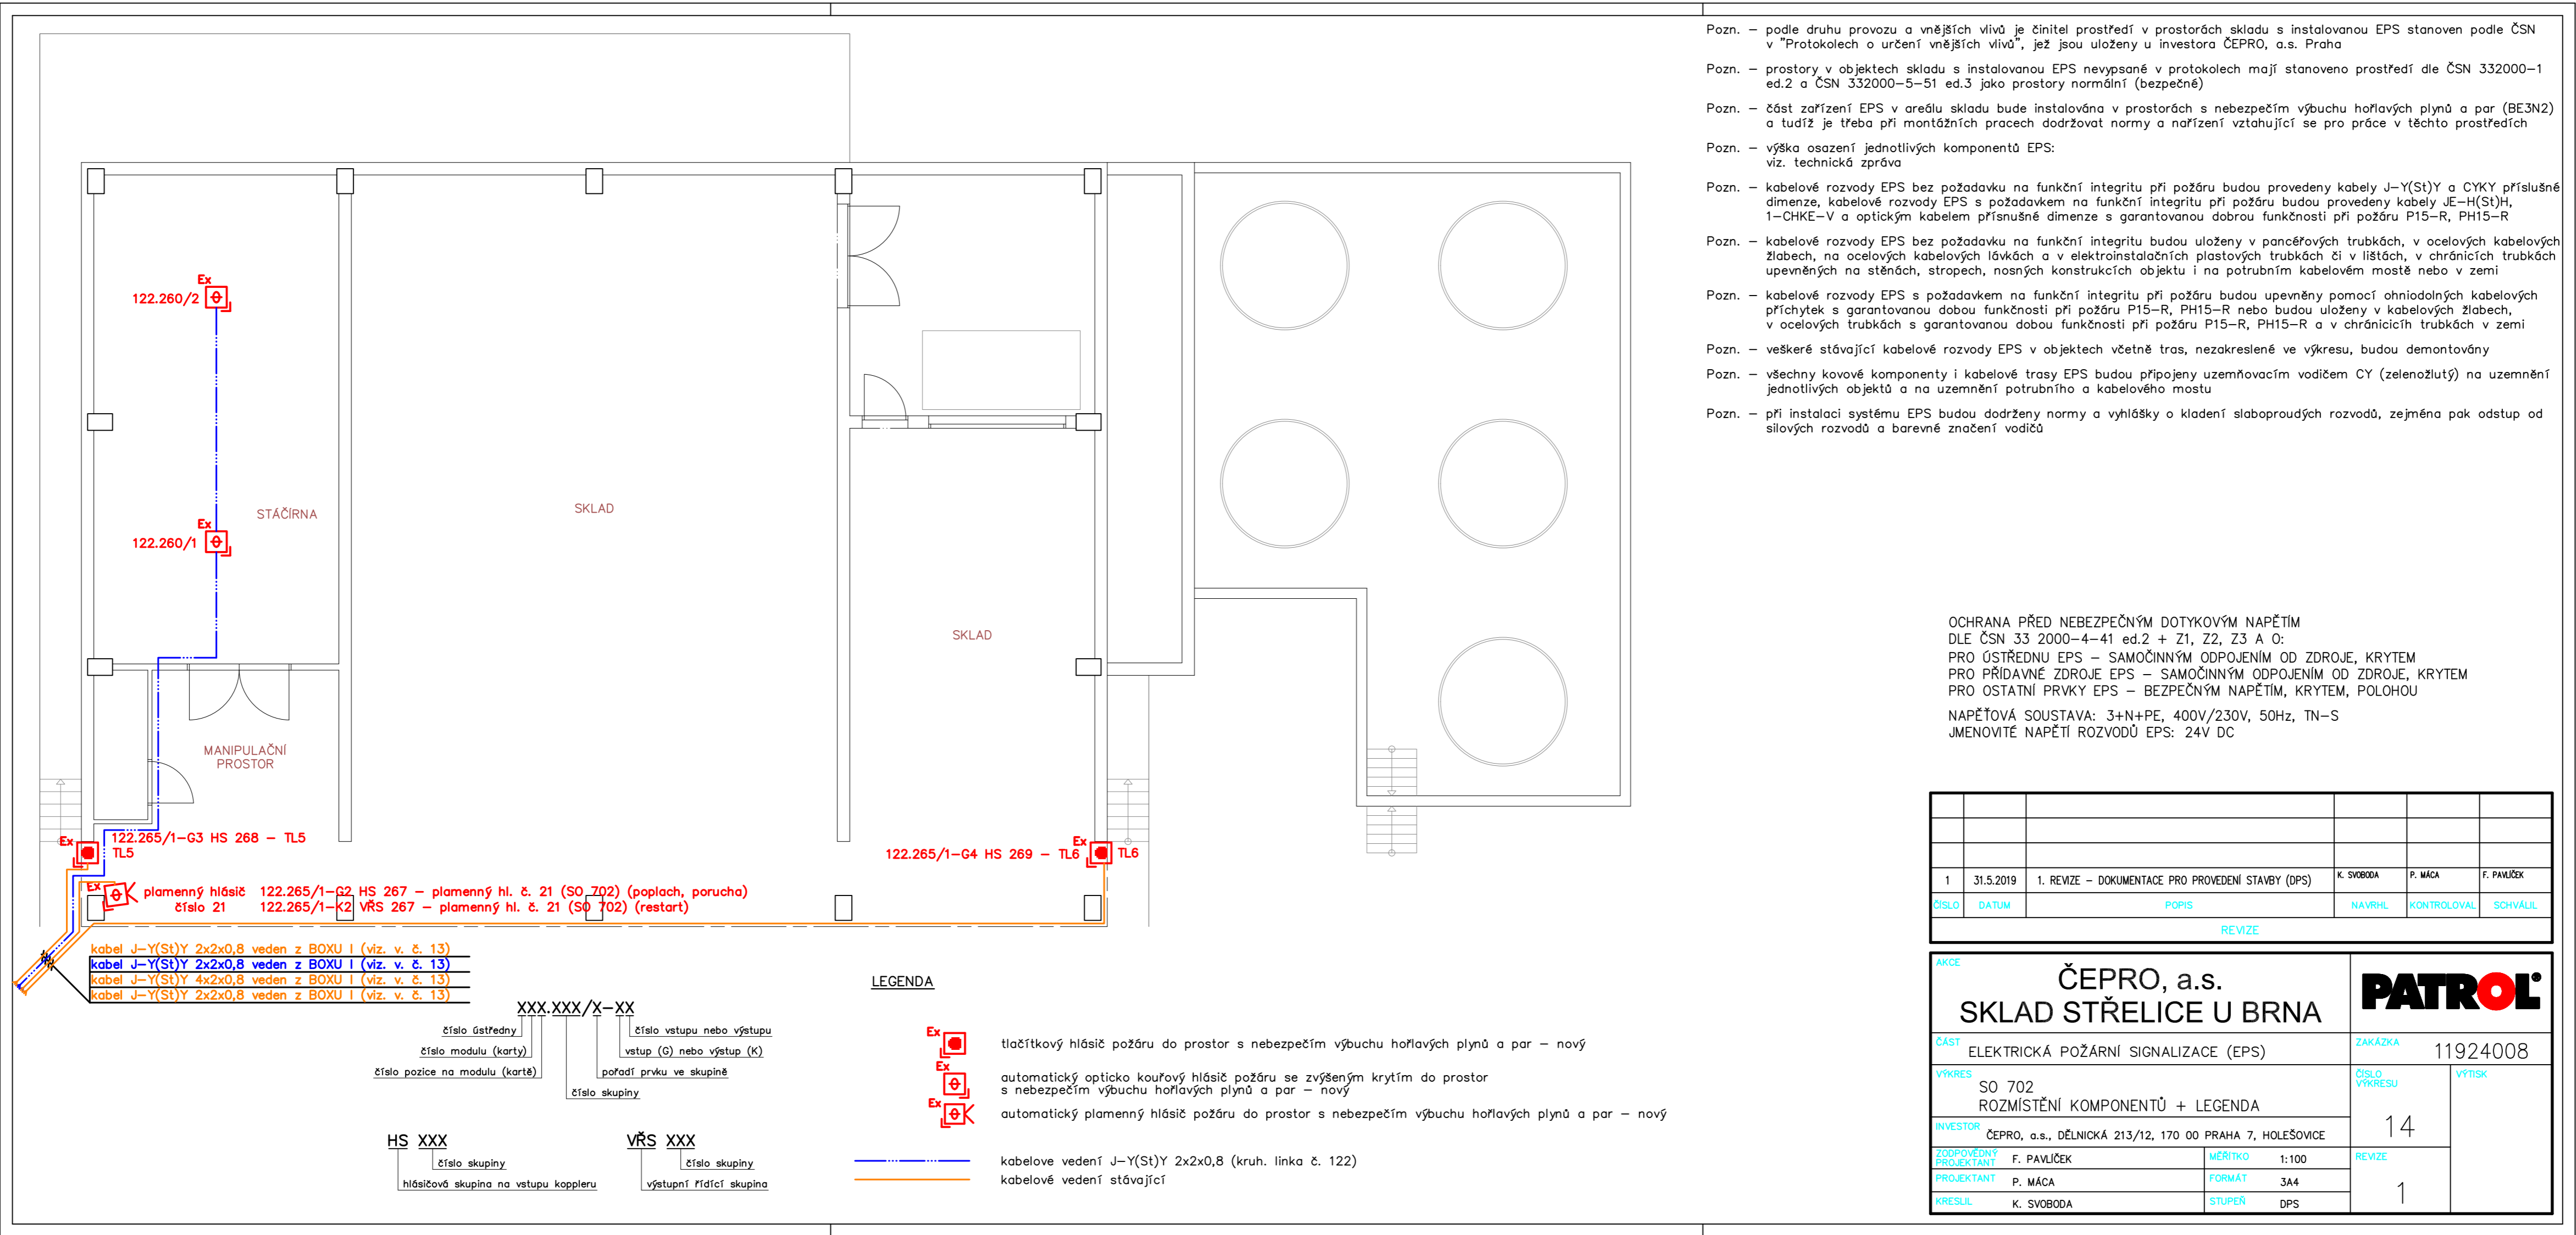 Pozn. – podle druhu provozu a vnějších vlivů je činitel prostředí v prostorách skladu s instalovanou EPS stanoven podle ČSN
v "Protokolech o určení vnějších vlivů", jež jsou uloženy u investora ČEPRO, a.s. Praha
Pozn. – prostory v objektech skladu s instalovanou EPS nevypsané v protokolech mají stanoveno prostředí dle ČSN 332000–1
ed.2 a ČSN 332000–5–51 ed.3 jako prostory normální (bezpečné)
Pozn. – část zařízení EPS v areálu skladu bude instalována v prostorách s nebezpečím výbuchu hořlavých plynů a par (BE3N2)
a tudíž je třeba při montážních pracech dodržovat normy a nařízení vztahující se pro práce v těchto prostředích
Pozn. – výška osazení jednotlivých komponentů EPS:
viz. technická zpráva
Pozn. – kabelové rozvody EPS bez požadavku na funkční integritu při požáru budou provedeny kabely J–Y(St)Y a CYKY příslušné
dimenze, kabelové rozvody EPS s požadavkem na funkční integritu při požáru budou provedeny kabely JE–H(St)H,
1–CHKE–V a optickým kabelem přísnušné dimenze s garantovanou dobrou funkčnosti při požáru P15–R, PH15–R
Pozn. – kabelové rozvody EPS bez požadavku na funkční integritu budou uloženy v pancéřových trubkách, v ocelových kabelových
žlabech, na ocelových kabelových lávkách a v elektroinstalačních plastových trubkách či v lištách, v chránicích trubkách
upevněných na stěnách, stropech, nosných konstrukcích objektu i na potrubním kabelovém mostě nebo v zemi
Pozn. – kabelové rozvody EPS s požadavkem na funkční integritu při požáru budou upevněny pomocí ohniodolných kabelových
příchytek s garantovanou dobou funkčnosti při požáru P15–R, PH15–R nebo budou uloženy v kabelových žlabech,
v ocelových trubkách s garantovanou dobou funkčnosti při požáru P15–R, PH15–R a v chránicicíh trubkách v zemi
Pozn. – veškeré stávající kabelové rozvody EPS v objektech včetně tras, nezakreslené ve výkresu, budou demontovány
Pozn. – všechny kovové komponenty i kabelové trasy EPS budou připojeny uzemňovacím vodičem CY (zelenožlutý) na uzemnění
jednotlivých objektů a na uzemnění potrubního a kabelového mostu
Pozn. – při instalaci systému EPS budou dodrženy normy a vyhlášky o kladení slaboproudých rozvodů, zejména pak odstup od
silových rozvodů a barevné značení vodičů
Ex
122.260/2
STÁČÍRNA
SKLAD
Ex
122.260/1
SKLAD
MANIPULAČNÍ
PROSTOR
Ex
122.265/1–G3 HS 268 – TL5
TL5
Ex
122.265/1–G4 HS 269 – TL6
TL6
Ex
plamenný hlásič 122.265/1–G2 HS 267 – plamenný hl. č. 21 (SO 702) (poplach, porucha)
číslo 21 122.265/1–K2 VŘS 267 – plamenný hl. č. 21 (SO 702) (restart)
kabel J–Y(St)Y 2x2x0,8 veden z BOXU I (viz. v. č. 13)
kabel J–Y(St)Y 2x2x0,8 veden z BOXU I (viz. v. č. 13)
kabel J–Y(St)Y 4x2x0,8 veden z BOXU I (viz. v. č. 13)
kabel J–Y(St)Y 2x2x0,8 veden z BOXU I (viz. v. č. 13)
XXX.XXX/X–XX
číslo ústředny
číslo vstupu nebo výstupu
číslo modulu (karty)
vstup (G) nebo výstup (K)
číslo pozice na modulu (kartě)
pořadí prvku ve skupině
číslo skupiny
HS XXX
číslo skupiny
hlásičová skupina na vstupu koppleru
VŘS XXX
číslo skupiny
výstupní řídící skupina
LEGENDA
Ex
tlačítkový hlásič požáru do prostor s nebezpečím výbuchu hořlavých plynů a par – nový
Ex
automatický opticko kouřový hlásič požáru se zvýšeným krytím do prostor
s nebezpečím výbuchu hořlavých plynů a par – nový
Ex
automatický plamenný hlásič požáru do prostor s nebezpečím výbuchu hořlavých plynů a par – nový
kabelove vedení J–Y(St)Y 2x2x0,8 (kruh. linka č. 122)
kabelové vedení stávající
OCHRANA PŘED NEBEZPEČNÝM DOTYKOVÝM NAPĚTÍM
DLE ČSN 33 2000–4–41 ed.2 + Z1, Z2, Z3 A O:
PRO ÚSTŘEDNU EPS – SAMOČINNÝM ODPOJENÍM OD ZDROJE, KRYTEM
PRO PŘÍDAVNÉ ZDROJE EPS – SAMOČINNÝM ODPOJENÍM OD ZDROJE, KRYTEM
PRO OSTATNÍ PRVKY EPS – BEZPEČNÝM NAPĚTÍM, KRYTEM, POLOHOU
NAPĚŤOVÁ SOUSTAVA: 3+N+PE, 400V/230V, 50Hz, TN–S
JMENOVITÉ NAPĚTÍ ROZVODŮ EPS: 24V DC
1 31.5.2019 1. REVIZE – DOKUMENTACE PRO PROVEDENÍ STAVBY (DPS) K. SVOBODA P. MÁCA F. PAVLÍČEK
ČÍSLO DATUM POPIS NAVRHL KONTROLOVAL SCHVÁLIL
REVIZE
AKCE
ČEPRO, a.s.
SKLAD STŘELICE U BRNA
PATROL®
ČÁST
ELEKTRICKÁ POŽÁRNÍ SIGNALIZACE (EPS)
ZAKÁZKA
11924008
VÝKRES
SO 702
ROZMÍSTĚNÍ KOMPONENTŮ + LEGENDA
ČÍSLO
VÝKRESU
14
VÝTISK
INVESTOR
ČEPRO, a.s., DĚLNICKÁ 213/12, 170 00 PRAHA 7, HOLEŠOVICE
ZODPOVĚDNÝ
PROJEKTANT F. PAVLÍČEK
MĚŘÍTKO 1:100
REVIZE
1
PROJEKTANT P. MÁCA
FORMÁT 3A4
KRESLIL K. SVOBODA
STUPEŇ DPS